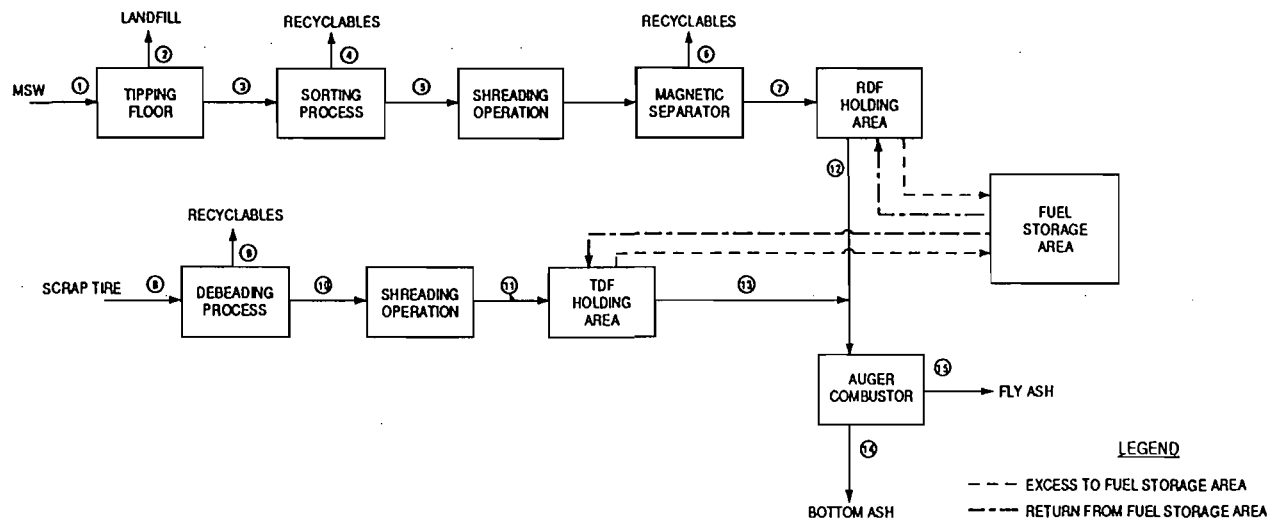 LANDFILL
②
RECYCLABLES
④
RECYCLABLES
⑥
MSW
①
TIPPING
FLOOR
③
SORTING
PROCESS
⑤
SHREADING
OPERATION
MAGNETIC
SEPARATOR
⑦
RDF
HOLDING
AREA
⑫
FUEL
STORAGE
AREA
RECYCLABLES
⑨
SCRAP TIRE
⑧
DEBEADING
PROCESS
⑩
SHREADING
OPERATION
⑪
TDF
HOLDING
AREA
⑬
AUGER
COMBUSTOR
⑮
FLY ASH
⑭
BOTTOM ASH
LEGEND
EXCESS TO FUEL STORAGE AREA
RETURN FROM FUEL STORAGE AREA